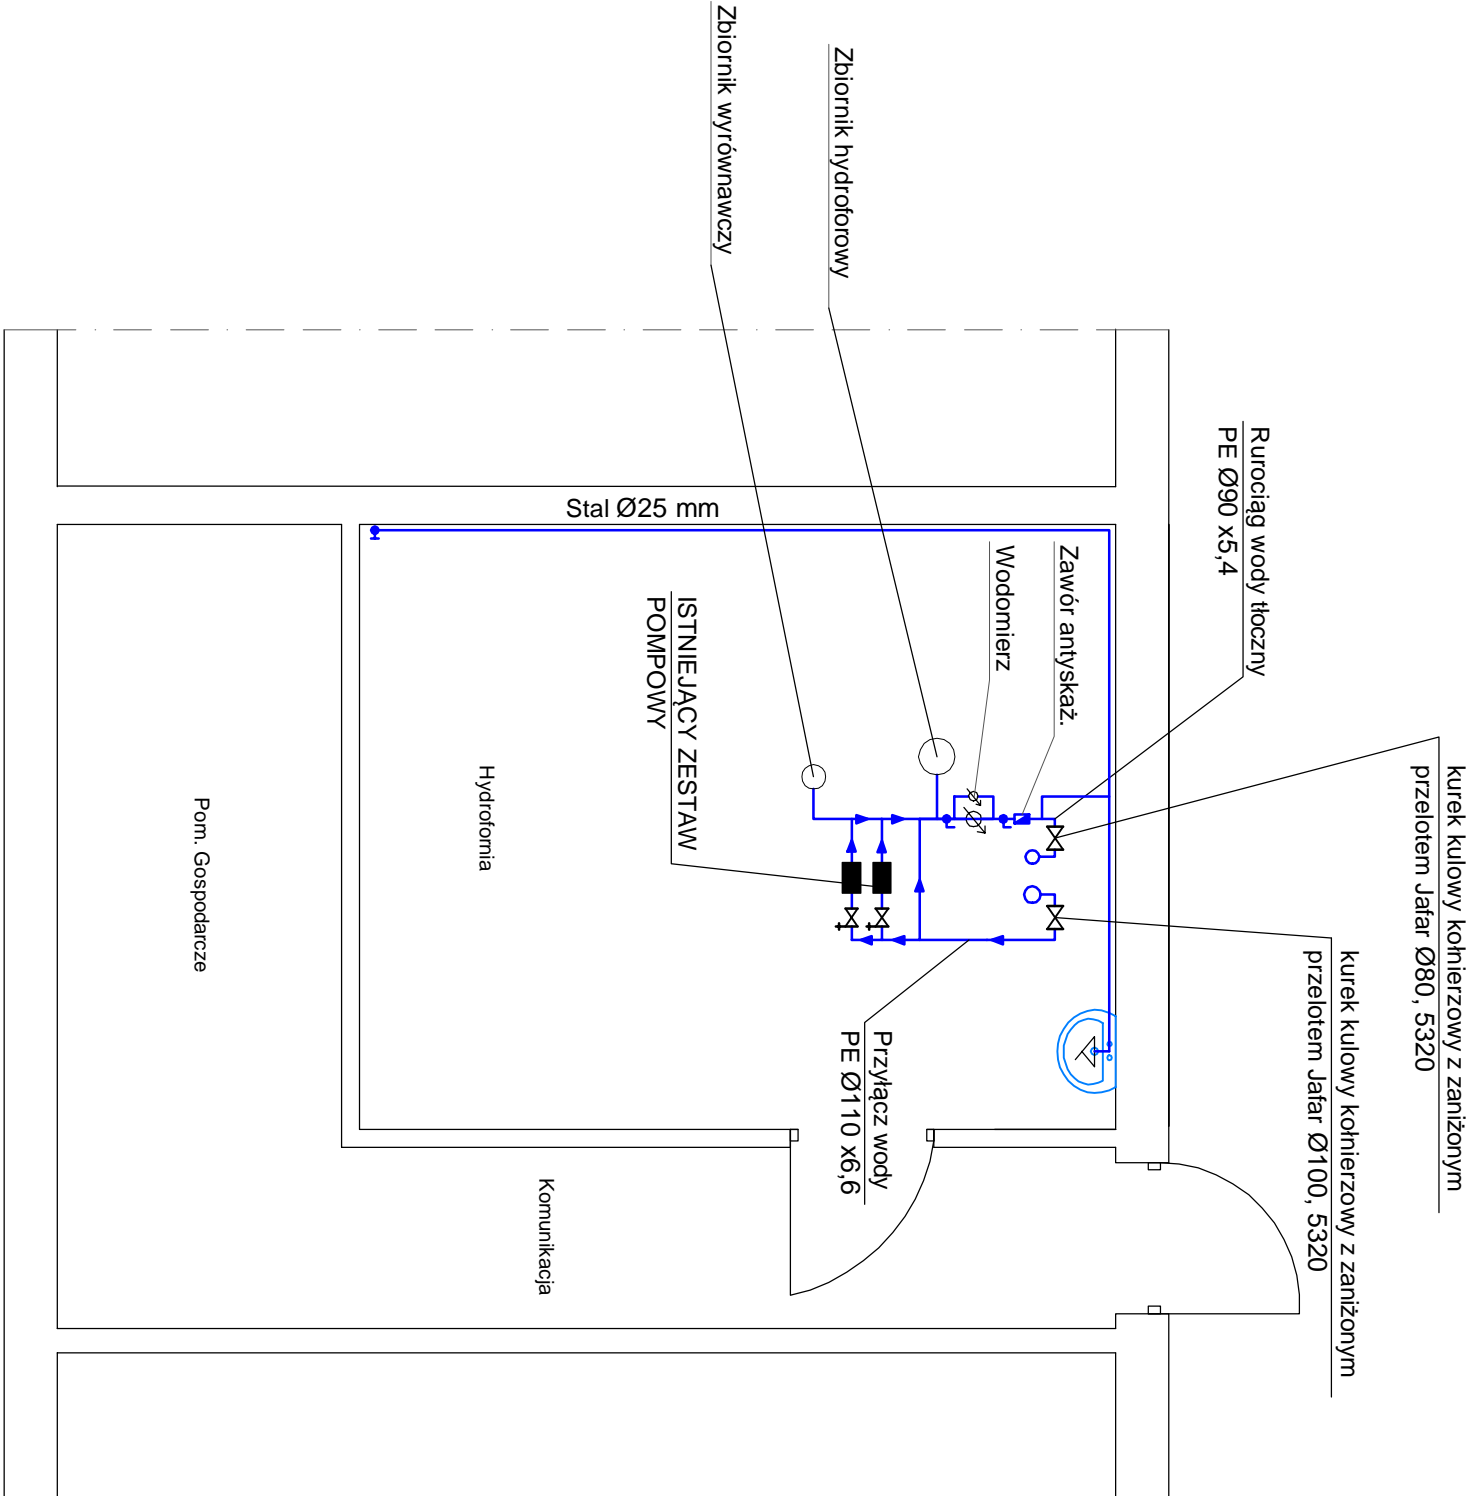 kurek kulowy kołnierzowy z zaniżonym
przelotem Jafar Ø80, 5320
kurek kulowy kołnierzowy z zaniżonym
przelotem Jafar Ø100, 5320
Rurociąg wody tłoczny
PE Ø90 x5,4
Zawór antyskaż.
Wodomierz
Przyłącz wody
PE Ø110 x6,6
Zbiornik hydroforowy
Zbiornik wyrównawczy
ISTNIEJĄCY ZESTAW
POMPOWY
Stal Ø25 mm
Komunikacja
Hydrofornia
Pom. Gospodarcze